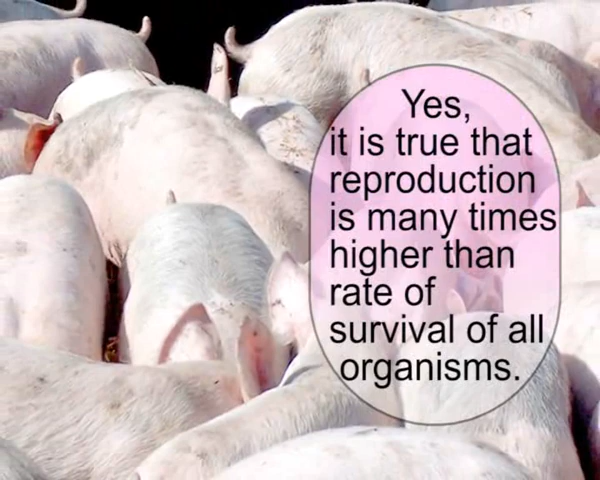 Yes,
it is true that
reproduction
is many times
higher than
rate of
survival of all
organisms.